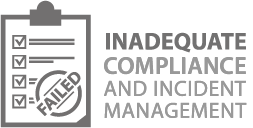 FAILED
INADEQUATE
COMPLIANCE
AND INCIDENT
MANAGEMENT